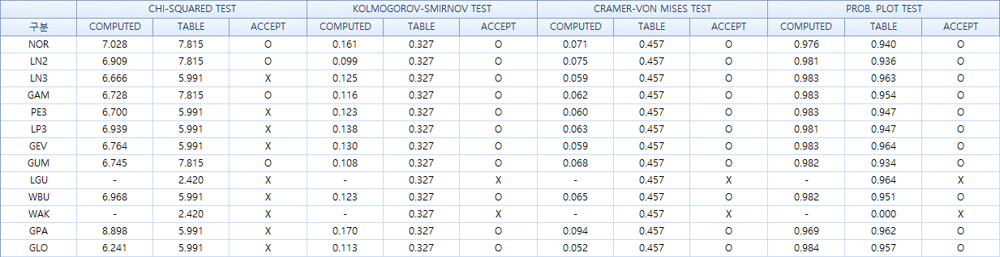 CHI-SQUARED TEST KOLMOGOROV-SMIRNOV TEST CRAMER-VON MISES TEST PROB. PLOT TEST
구분 COMPUTED TABLE ACCEPT COMPUTED TABLE ACCEPT COMPUTED TABLE ACCEPT COMPUTED TABLE ACCEPT
NOR 7.028 7.815 O 0.161 0.327 O 0.071 0.457 O 0.976 0.940 O
LN2 6.909 7.815 O 0.099 0.327 O 0.075 0.457 O 0.981 0.936 O
LN3 6.666 5.991 X 0.125 0.327 O 0.059 0.457 O 0.983 0.963 O
GAM 6.728 7.815 O 0.116 0.327 O 0.062 0.457 O 0.983 0.954 O
PE3 6.700 5.991 X 0.123 0.327 O 0.060 0.457 O 0.983 0.947 O
LP3 6.939 5.991 X 0.138 0.327 O 0.063 0.457 O 0.981 0.947 O
GEV 6.764 5.991 X 0.130 0.327 O 0.059 0.457 O 0.983 0.964 O
GUM 6.745 7.815 O 0.108 0.327 O 0.068 0.457 O 0.982 0.934 O
LGU - 2.420 X - 0.327 X - 0.457 X - 0.964 X
WBU 6.968 5.991 X 0.123 0.327 O 0.065 0.457 O 0.982 0.951 O
WAK - 2.420 X - 0.327 X - 0.457 X - 0.000 X
GPA 8.898 5.991 X 0.170 0.327 O 0.094 0.457 O 0.969 0.962 O
GLO 6.241 5.991 X 0.113 0.327 O 0.052 0.457 O 0.984 0.957 O